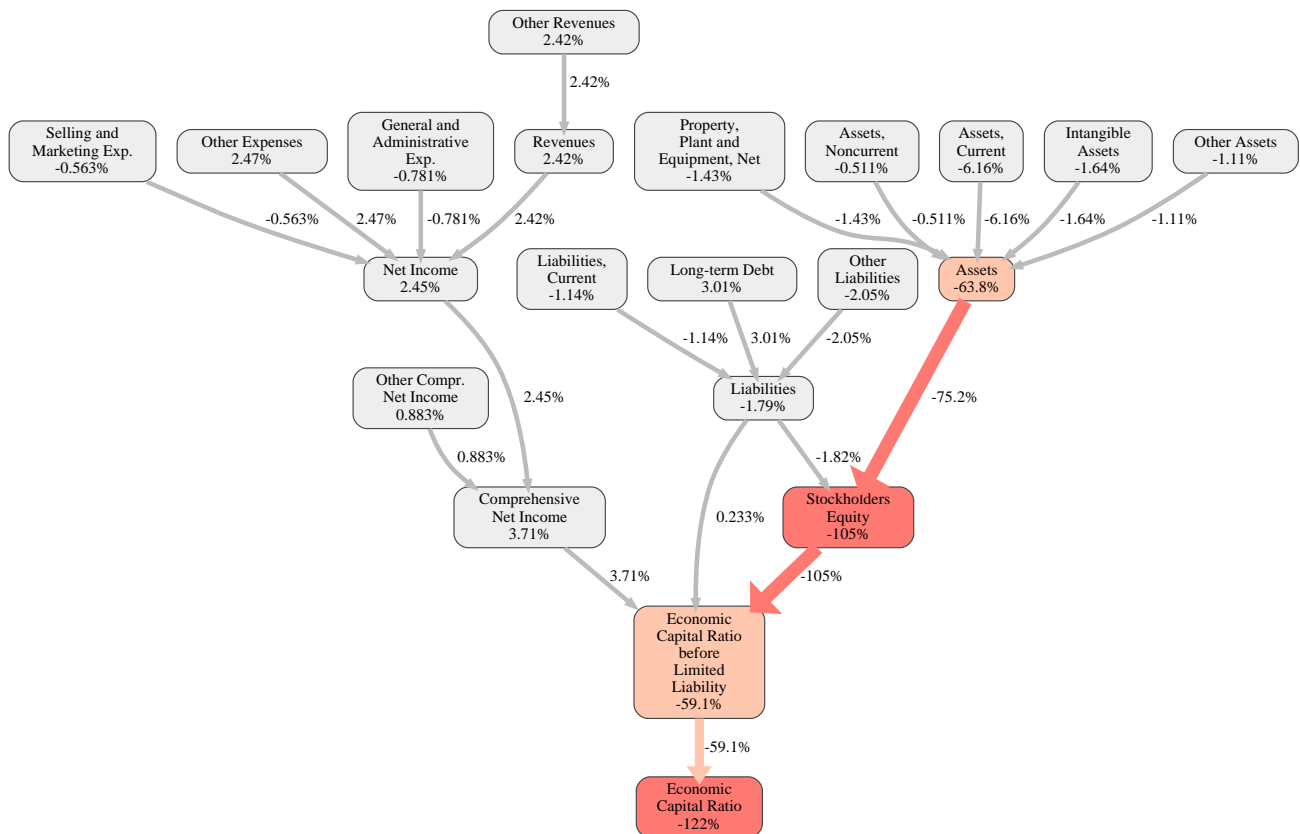 Other Revenues
2.42%
2.42%
Selling and
Marketing Exp.
-0.563%
Other Expenses
2.47%
General and
Administrative
Exp.
-0.781%
Revenues
2.42%
Property,
Plant and
Equipment, Net
-1.43%
Assets,
Noncurrent
-0.511%
Assets,
Current
-6.16%
Intangible
Assets
-1.64%
Other Assets
-1.11%
-0.563%
2.47%
-0.781%
2.42%
-1.43%
-0.511%
-6.16%
-1.64%
-1.11%
Net Income
2.45%
Liabilities,
Current
-1.14%
Long-term Debt
3.01%
Other
Liabilities
-2.05%
Assets
-63.8%
-1.14%
3.01%
-2.05%
Other Compr.
Net Income
0.883%
2.45%
Liabilities
-1.79%
-75.2%
0.883%
-1.82%
Comprehensive
Net Income
3.71%
0.233%
Stockholders
Equity
-105%
3.71%
-105%
Economic
Capital Ratio
before
Limited
Liability
-59.1%
-59.1%
Economic
Capital Ratio
-122%